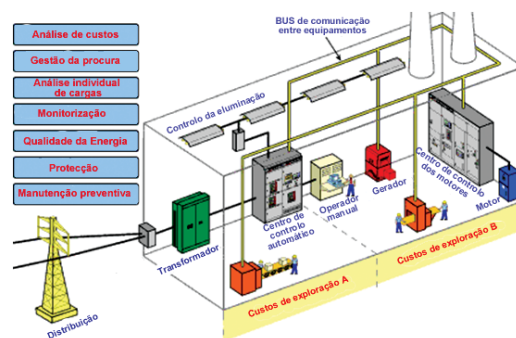 Análise de custos
Gestão da procura
Análise individual
de cargas
Monitorização
Qualidade da Energia
Protecção
Manutenção preventiva
BUS de comunicação
entre equipamentos
Controlo da eluminação
Centro de controlo
dos motores
Motor
Gerador
Operador
manual
Centro de
controlo
automático
Transformador
Distribuição
Custos de exploração A
Custos de exploração B